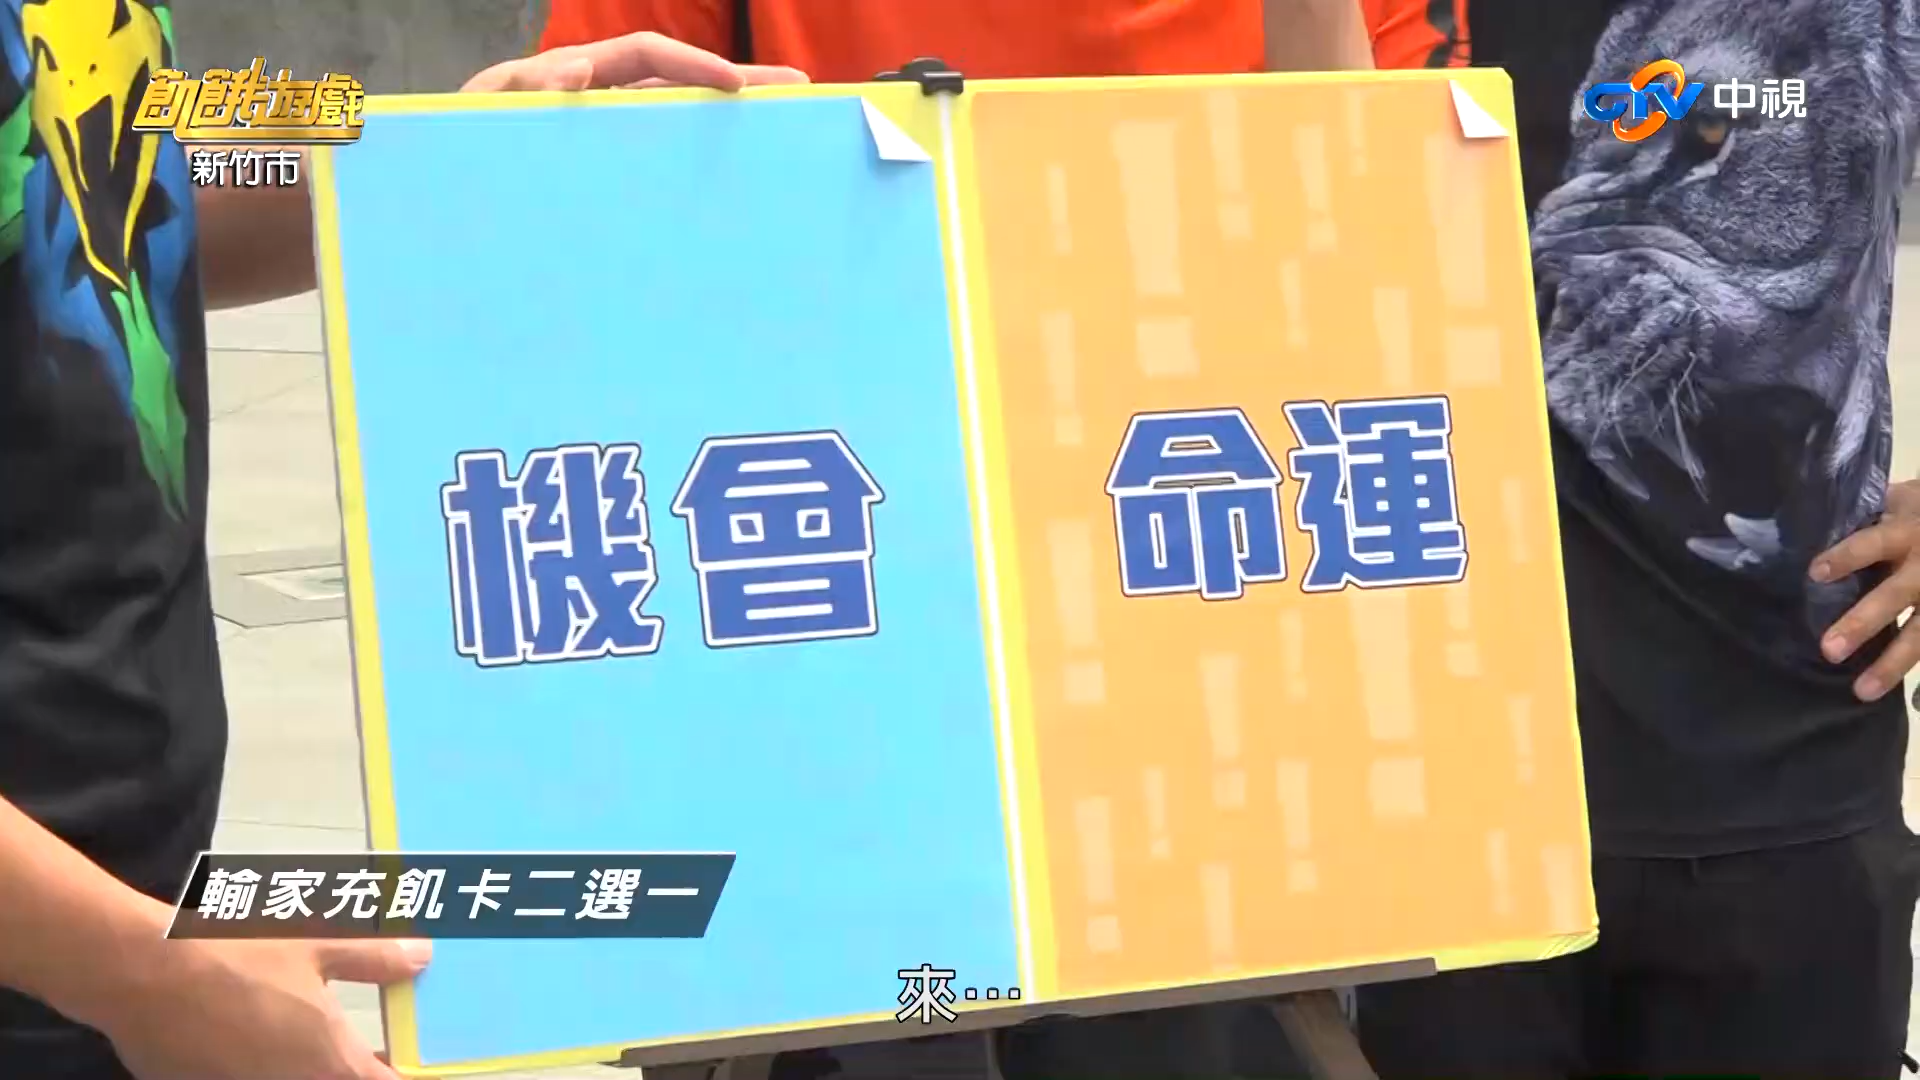 飢餓遊戲
新竹市
CTV 中視
機會
命運
輸家充飢卡二選一
來…